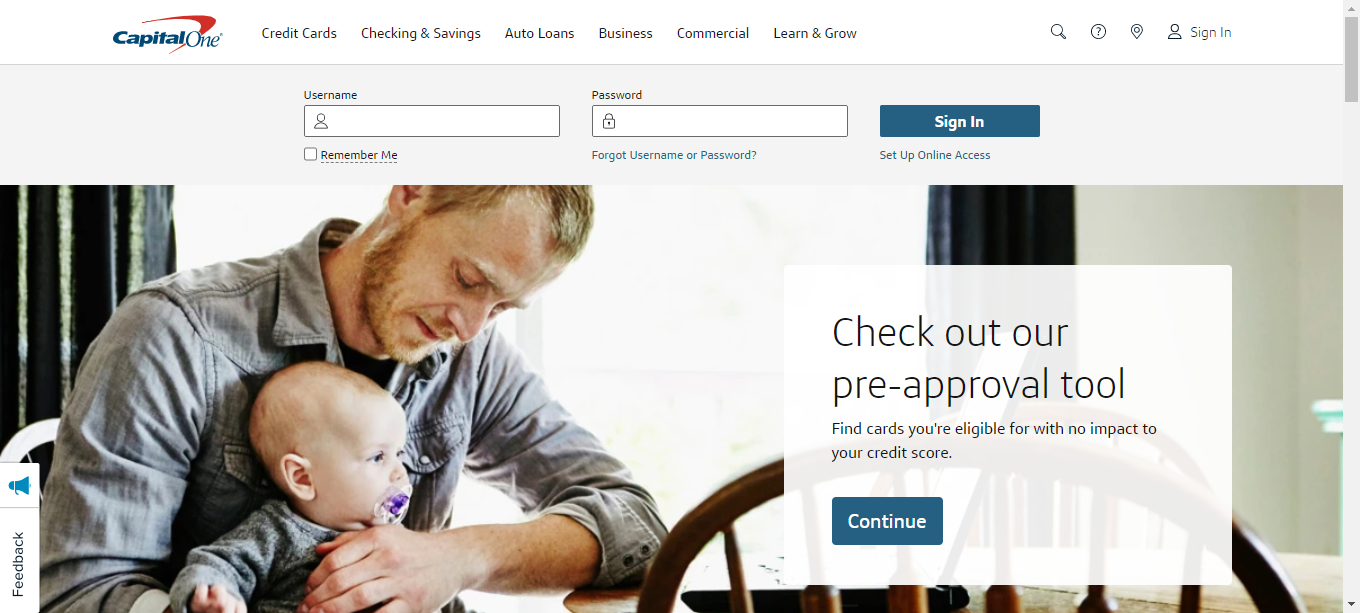 Capital One
Credit Cards
Checking & Savings
Auto Loans
Business
Commercial
Learn & Grow
Sign In
Username
Password
Sign In
Remember Me
Forgot Username or Password?
Set Up Online Access
Check out our
pre-approval tool
Find cards you're eligible for with no impact to
your credit score.
Continue
Feedback